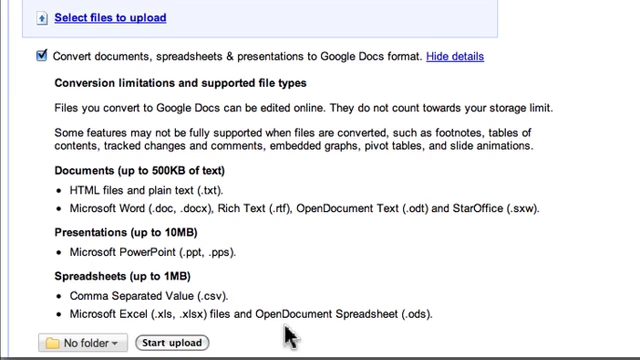 Select files to upload
Convert documents, spreadsheets & presentations to Google Docs format. Hide details
Conversion limitations and supported file types
Files you convert to Google Docs can be edited online. They do not count towards your storage limit.
Some features may not be fully supported when files are converted, such as footnotes, tables of
contents, tracked changes and comments, embedded graphs, pivot tables, and slide animations.
Documents (up to 500KB of text)
• HTML files and plain text (.txt).
• Microsoft Word (.doc, .docx), Rich Text (.rtf), OpenDocument Text (.odt) and StarOffice (.sxw).
Presentations (up to 10MB)
• Microsoft PowerPoint (.ppt, .pps).
Spreadsheets (up to 1MB)
• Comma Separated Value (.csv).
• Microsoft Excel (.xls, .xlsx) files and OpenDocument Spreadsheet (.ods).
No folder Start upload